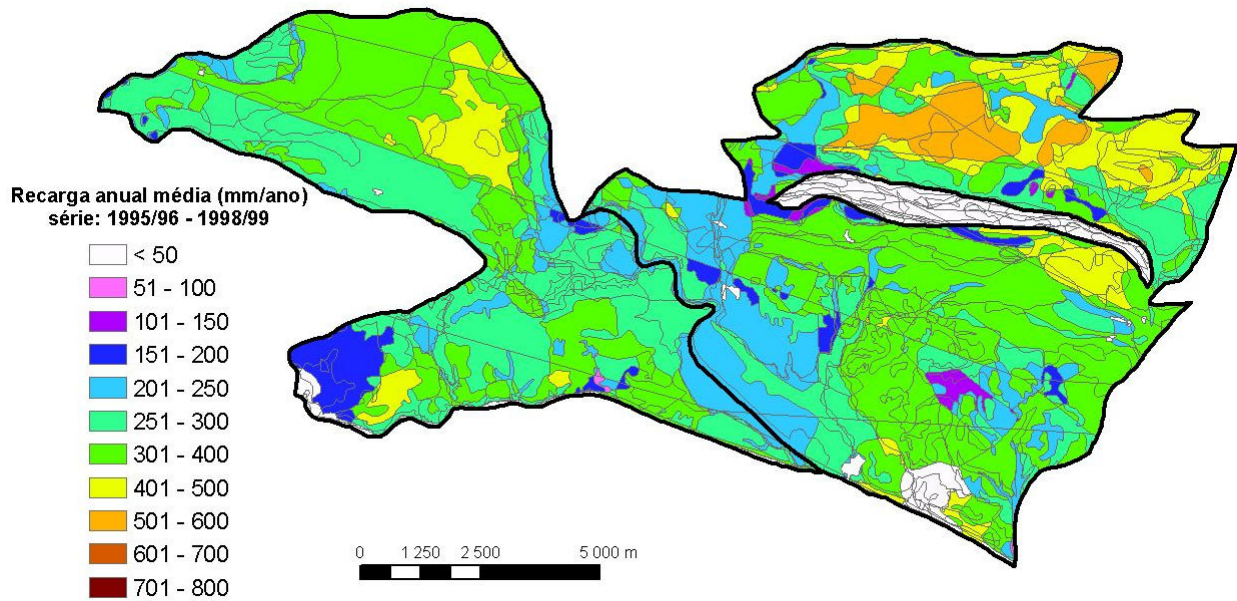 Recarga anual média (mm/ano)
série: 1995/96 - 1998/99
< 50
51 - 100
101 - 150
151 - 200
201 - 250
251 - 300
301 - 400
401 - 500
501 - 600
601 - 700
701 - 800
0 1 250 2 500 5 000 m